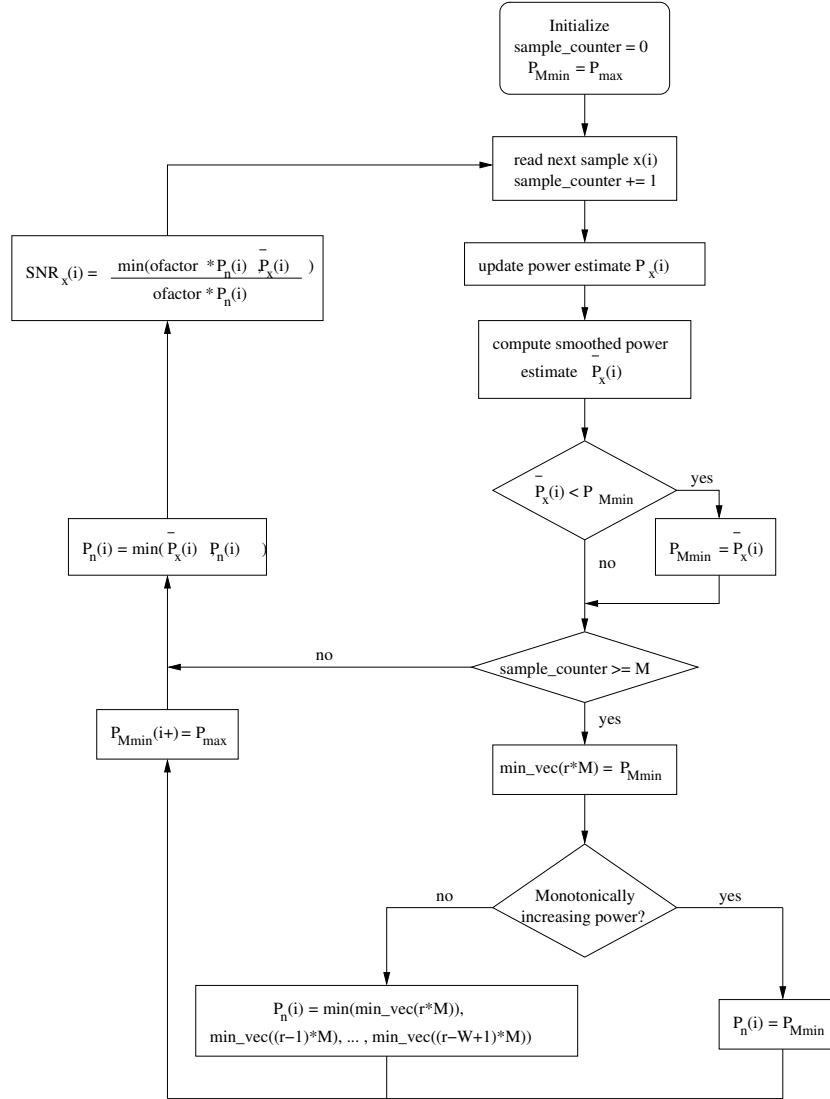 Initialize
sample_counter = 0
P_Mmin = P_max
read next sample x(i)
sample_counter += 1
update power estimate P_x(i)
compute smoothed power
estimate P̄_x(i)
P̄_x(i) < P_Mmin
yes
P_Mmin = P̄_x(i)
no
sample_counter >= M
no
yes
min_vec(r*M) = P_Mmin
Monotonically
increasing power?
no
yes
P_n(i) = min(min_vec(r*M)),
min_vec((r−1)*M), ... , min_vec((r−W+1)*M))
P_n(i) = P_Mmin
P_Mmin(i+) = P_max
P_n(i) = min( P̄_x(i) , P_n(i) )
SNR_x(i) = min(ofactor * P_n(i) , P̄_x(i) )
ofactor * P_n(i)